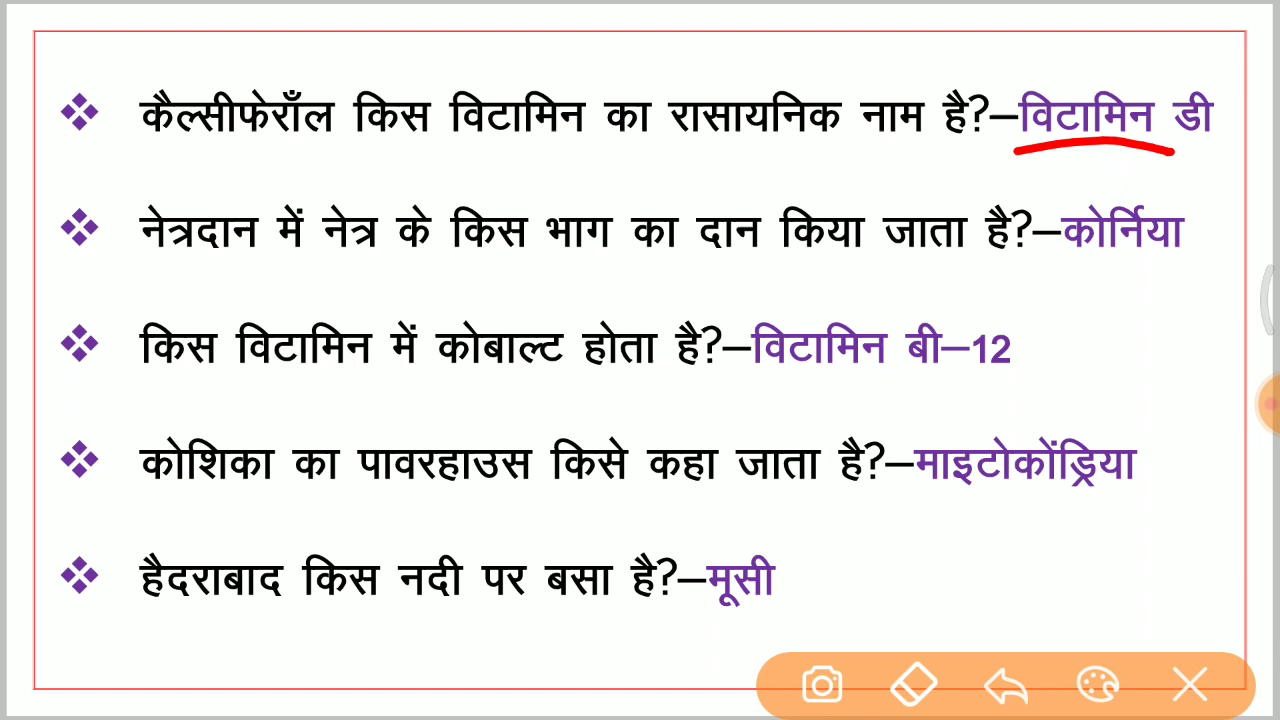 ❖ कैल्सीफेरॉंल किस विटामिन का रासायनिक नाम है?–विटामिन डी
❖ नेत्रदान में नेत्र के किस भाग का दान किया जाता है?–कोर्निया
❖ किस विटामिन में कोबाल्ट होता है?–विटामिन बी–12
❖ कोशिका का पावरहाउस किसे कहा जाता है?–माइटोकोंड्रिया
❖ हैदराबाद किस नदी पर बसा है?–मूसी